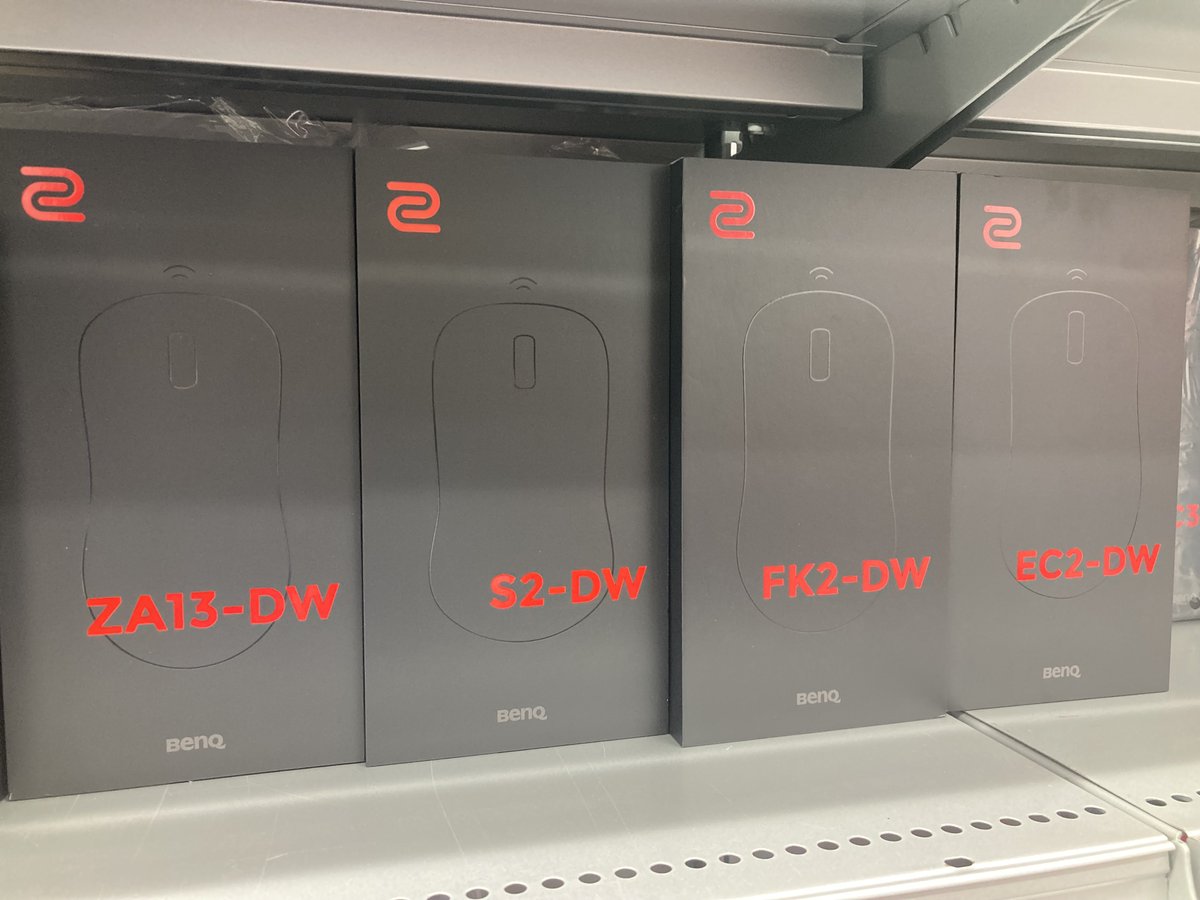 ZA13-DW
BenQ
S2-DW
BenQ
FK2-DW
BenQ
EC2-DW
BenQ